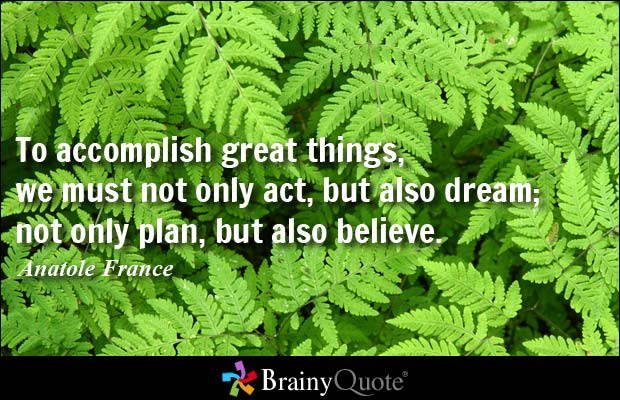 To accomplish great things,
we must not only act, but also dream;
not only plan, but also believe.
Anatole France
BrainyQuote®